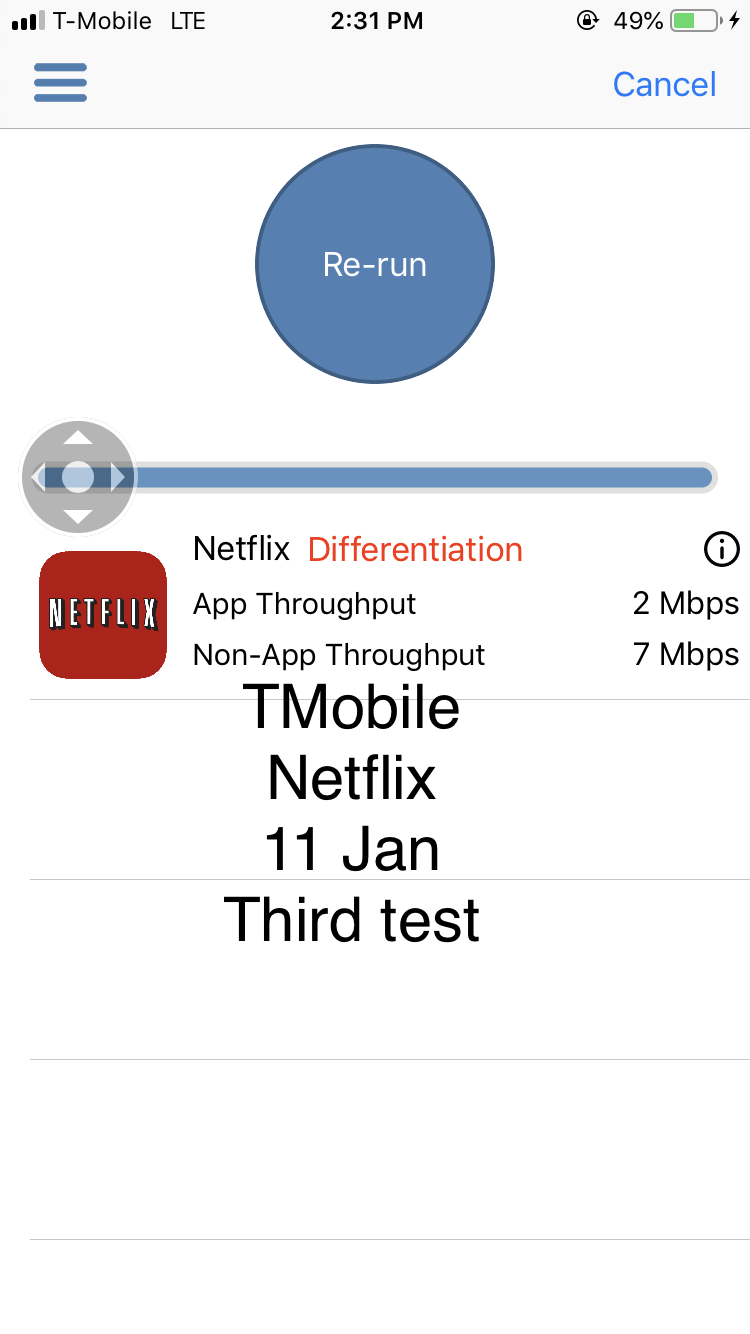 T-Mobile LTE 2:31 PM 49%
Cancel
Re-run
Netflix Differentiation
NETFLIX
App Throughput 2 Mbps
Non-App Throughput 7 Mbps
TMobile
Netflix
11 Jan
Third test